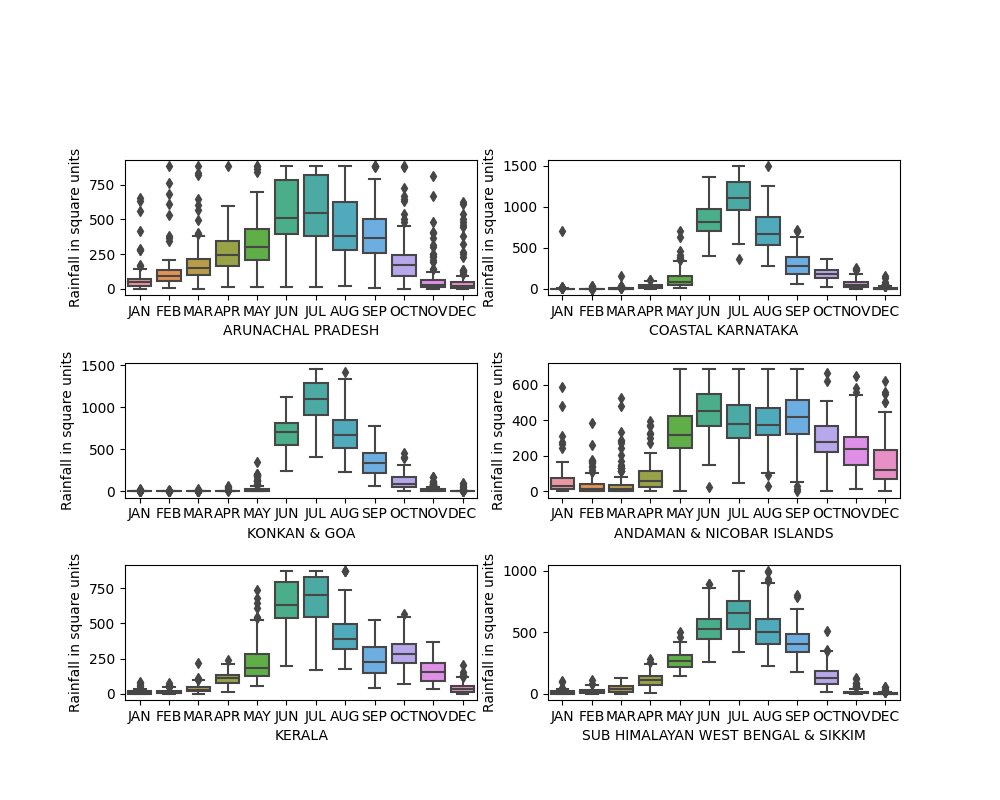 Rainfall in square units
750
500
250
0
JAN FEB MAR APR MAY JUN JUL AUG SEP OCT NOV DEC
ARUNACHAL PRADESH
Rainfall in square units
1500
1000
500
0
JAN FEB MAR APR MAY JUN JUL AUG SEP OCT NOV DEC
COASTAL KARNATAKA
Rainfall in square units
1500
1000
500
0
JAN FEB MAR APR MAY JUN JUL AUG SEP OCT NOV DEC
KONKAN & GOA
Rainfall in square units
600
400
200
0
JAN FEB MAR APR MAY JUN JUL AUG SEP OCT NOV DEC
ANDAMAN & NICOBAR ISLANDS
Rainfall in square units
750
500
250
0
JAN FEB MAR APR MAY JUN JUL AUG SEP OCT NOV DEC
KERALA
Rainfall in square units
1000
500
0
JAN FEB MAR APR MAY JUN JUL AUG SEP OCT NOV DEC
SUB HIMALAYAN WEST BENGAL & SIKKIM